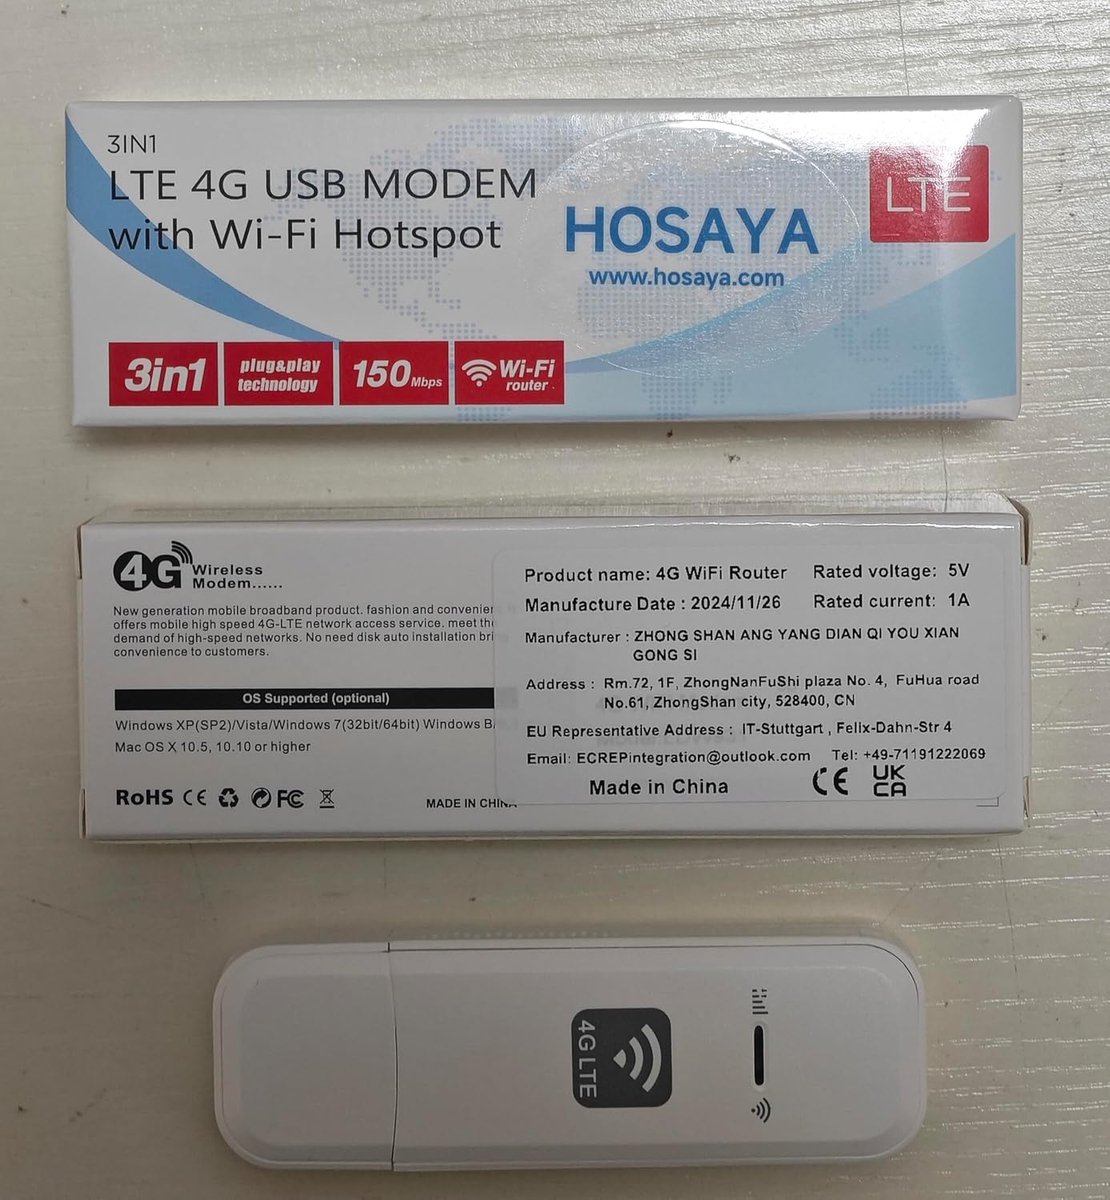 3IN1
LTE 4G USB MODEM
with Wi-Fi Hotspot
HOSAYA
www.hosaya.com
LTE
3in1
plug&play
technology
150Mbps
Wi-Fi
router
4G Wireless
Modem......
New generation mobile broadband product. fashion and convenien
offers mobile high speed 4G-LTE network access service. meet the
demand of high-speed networks. No need disk auto installation bri
convenience to customers.
OS Supported (optional)
Windows XP(SP2)/Vista/Windows 7(32bit/64bit) Windows 8
Mac OS X 10.5, 10.10 or higher
RoHS CE FC
MADE IN CHINA
Product name: 4G WiFi Router Rated voltage: 5V
Manufacture Date : 2024/11/26 Rated current: 1A
Manufacturer : ZHONG SHAN ANG YANG DIAN QI YOU XIAN
GONG SI
Address : Rm.72, 1F, ZhongNanFuShi plaza No. 4, FuHua road
No.61, ZhongShan city, 528400, CN
EU Representative Address : IT-Stuttgart , Felix-Dahn-Str 4
Email: ECREPintegration@outlook.com Tel: +49-71191222069
Made in China CE UK
CA
4G LTE